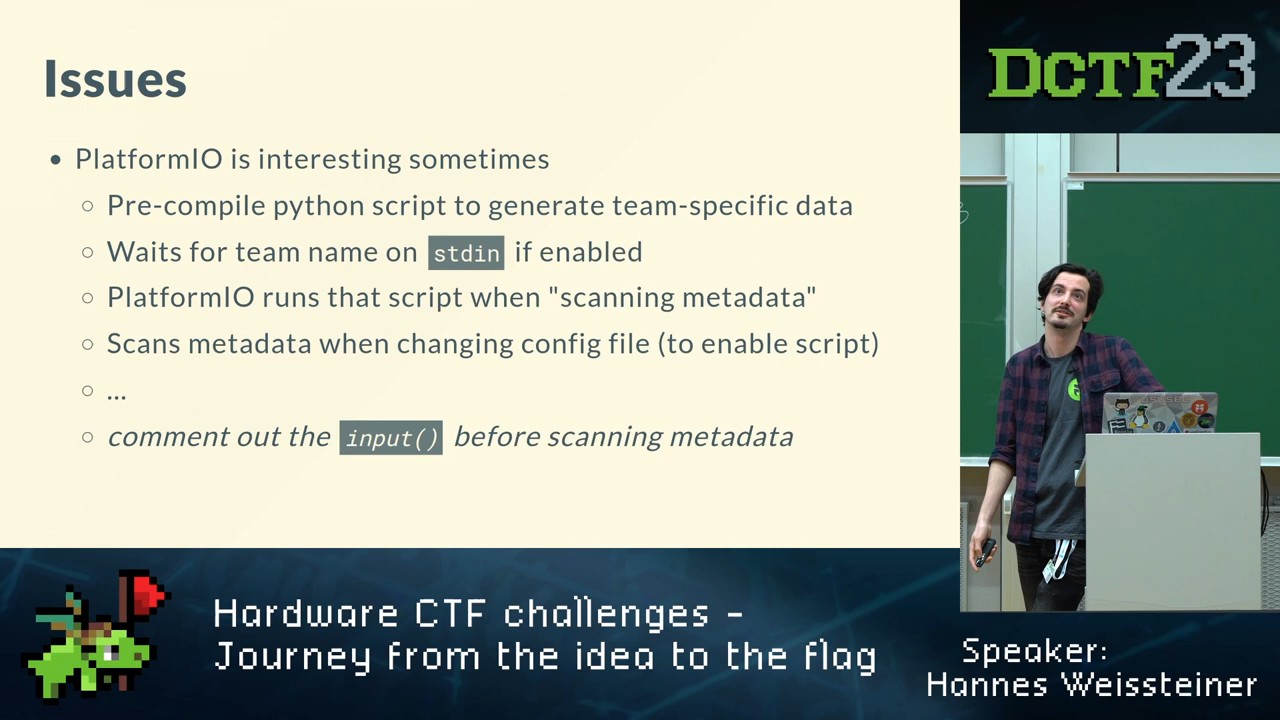 Issues
PlatformIO is interesting sometimes
Pre-compile python script to generate team-specific data
Waits for team name on stdin if enabled
PlatformIO runs that script when "scanning metadata"
Scans metadata when changing config file (to enable script)
...
comment out the input() before scanning metadata
DCTF23
Hardware CTF challenges -
Journey from the idea to the flag
Speaker:
Hannes Weissteiner